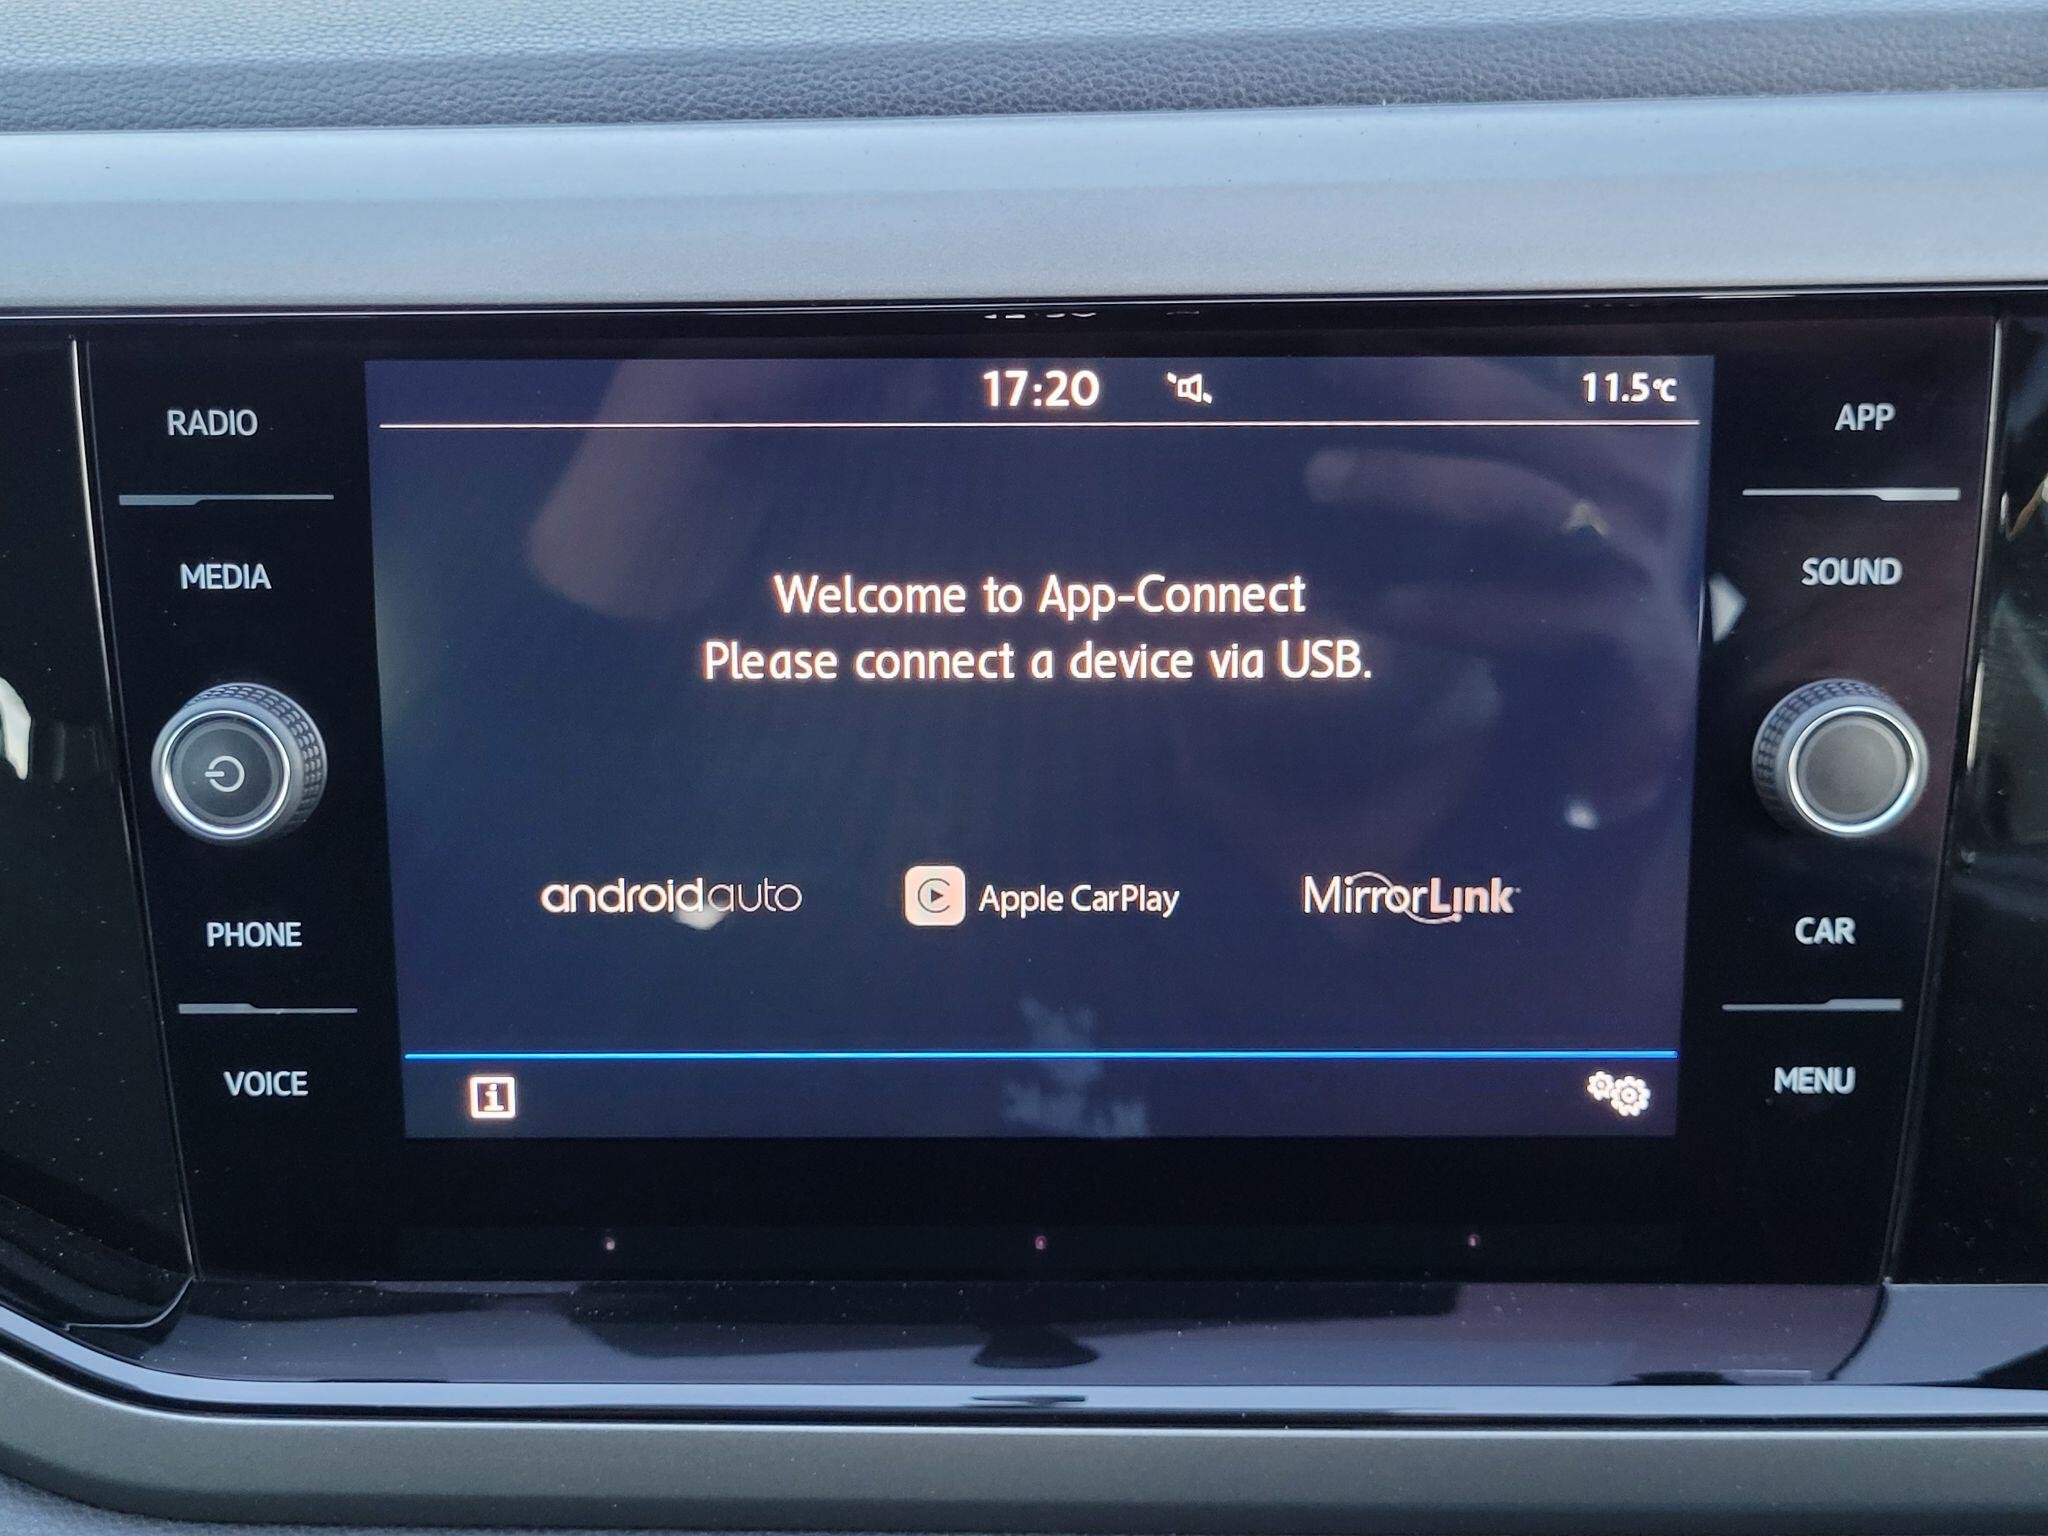 17:20
11.5°C
RADIO
APP
MEDIA
SOUND
Welcome to App-Connect
Please connect a device via USB.
androidauto
Apple CarPlay
MirrorLink
PHONE
CAR
VOICE
MENU
i